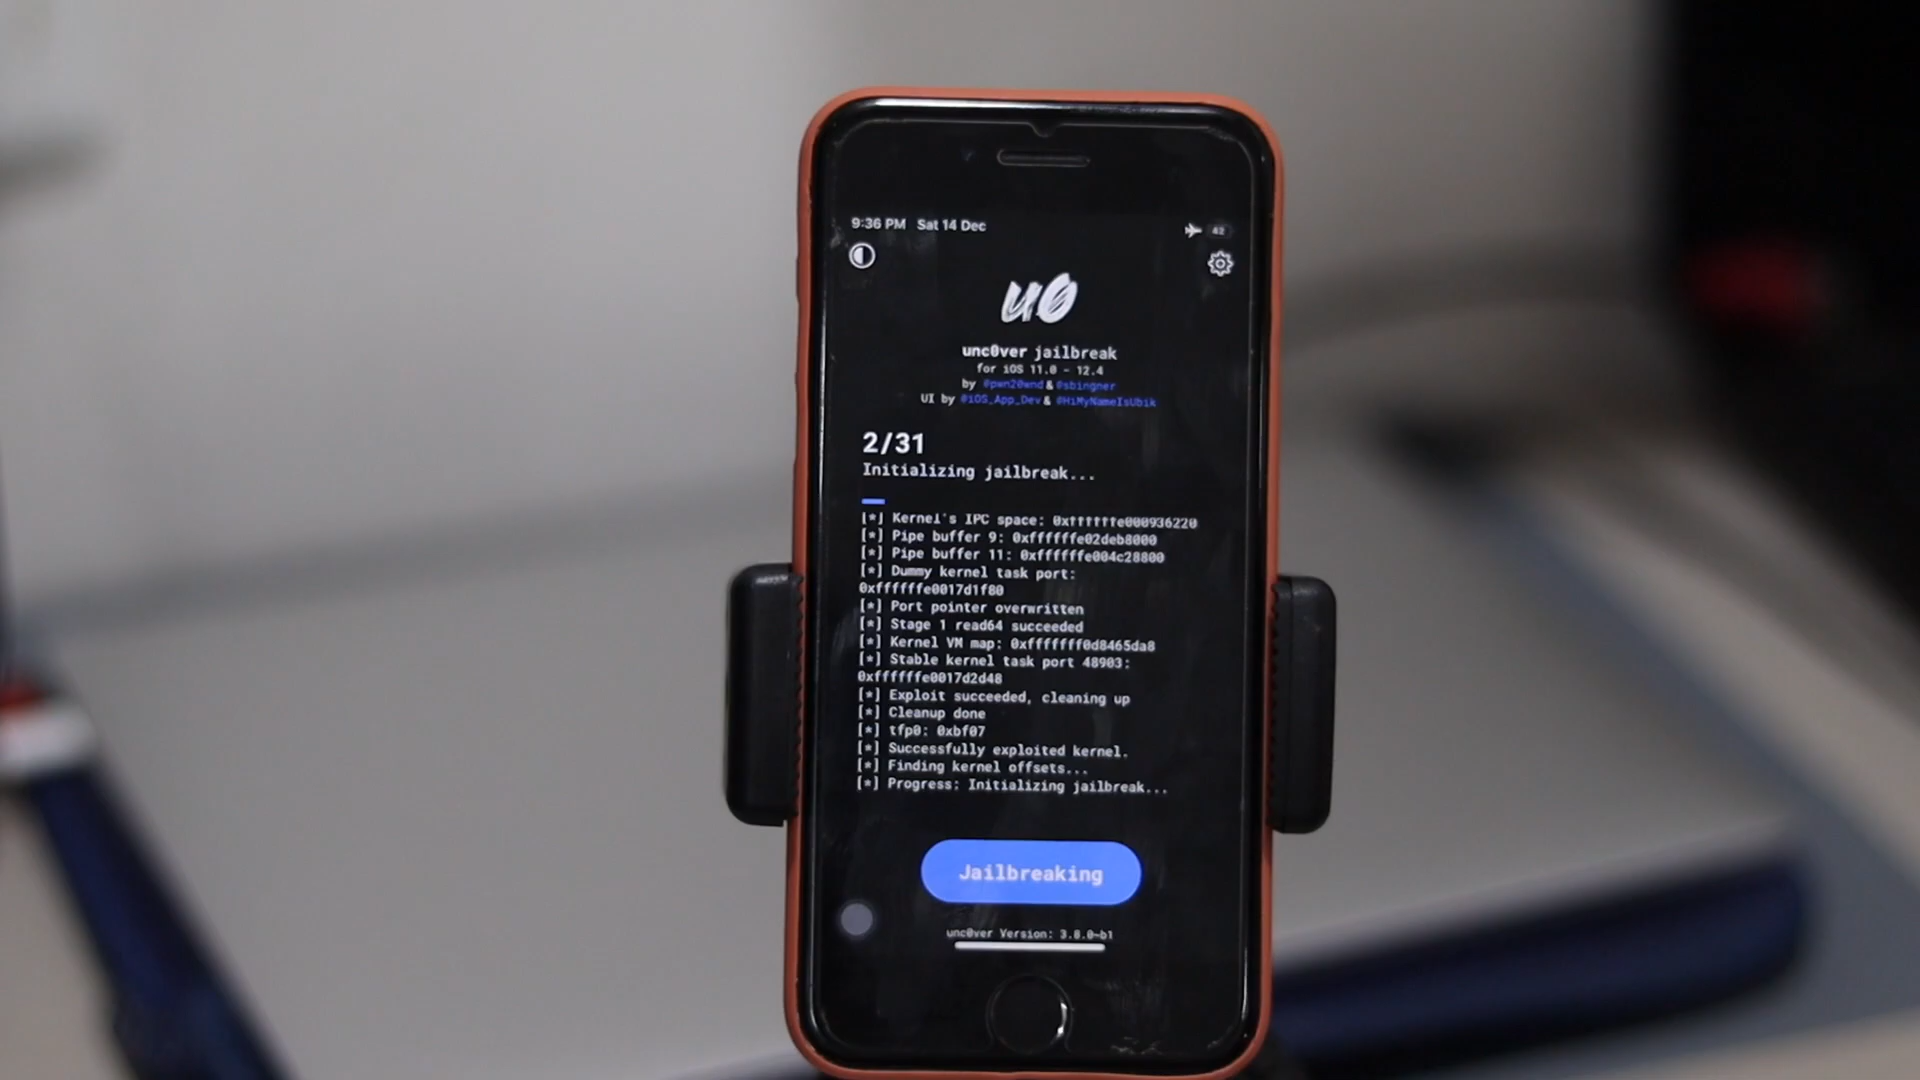 9:36 PM Sat 14 Dec
42
u0
unc0ver jailbreak
for iOS 11.0 - 12.4
by @pwn20wnd & @sbingner
UI by @iOS_App_Dev & @HiMyNameIsUbik
2/31
Initializing jailbreak...
[*] Kernel's IPC space: 0xffffffe000936220
[*] Pipe buffer 9: 0xffffffe02deb8000
[*] Pipe buffer 11: 0xffffffe004c28800
[*] Dummy kernel task port:
0xffffffe0017d1f80
[*] Port pointer overwritten
[*] Stage 1 read64 succeeded
[*] Kernel VM map: 0xfffffff0d8465da8
[*] Stable kernel task port 48903:
0xffffffe0017d2d48
[*] Exploit succeeded, cleaning up
[*] Cleanup done
[*] tfp0: 0xbf07
[*] Successfully exploited kernel.
[*] Finding kernel offsets...
[*] Progress: Initializing jailbreak...
Jailbreaking
unc0ver Version: 3.8.0~b1